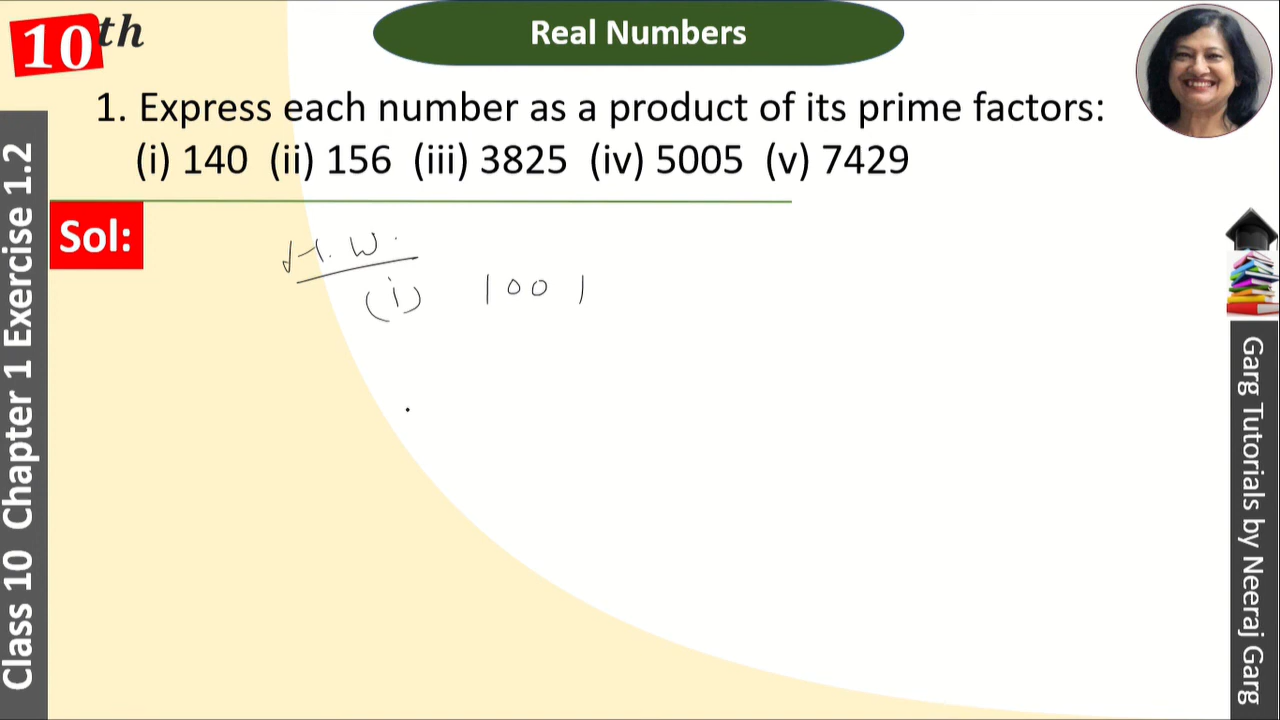 10th
Real Numbers
1. Express each number as a product of its prime factors:
(i) 140 (ii) 156 (iii) 3825 (iv) 5005 (v) 7429
Sol:
H.W.
(i) 1001
Class 10 Chapter 1 Exercise 1.2
Garg Tutorials by Neeraj Garg